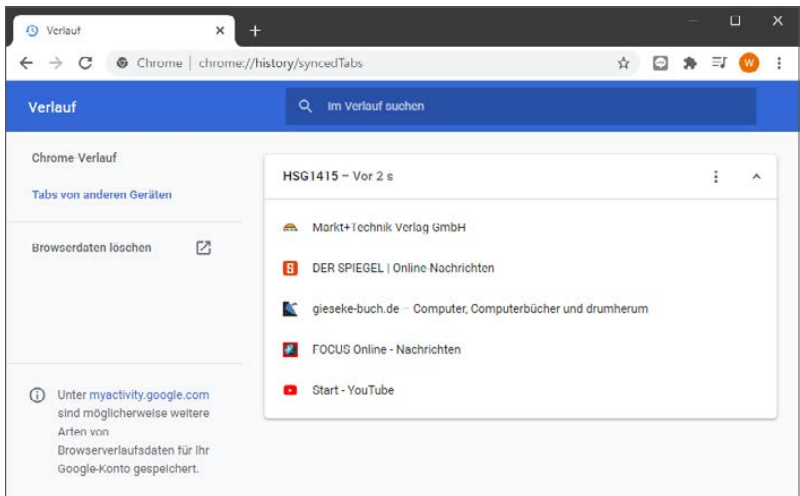 Verlauf
Chrome | chrome://history/syncedTabs
W
Verlauf
Im Verlauf suchen
Chrome Verlauf
Tabs von anderen Geräten
Browserdaten löschen
HSG1415 – Vor 2 s
Markt+Technik Verlag GmbH
DER SPIEGEL | Online-Nachrichten
gieseke-buch.de – Computer, Computerbücher und drumherum
FOCUS Online - Nachrichten
Start - YouTube
Unter myactivity.google.com
sind möglicherweise weitere
Arten von
Browserverlaufsdaten für Ihr
Google-Konto gespeichert.